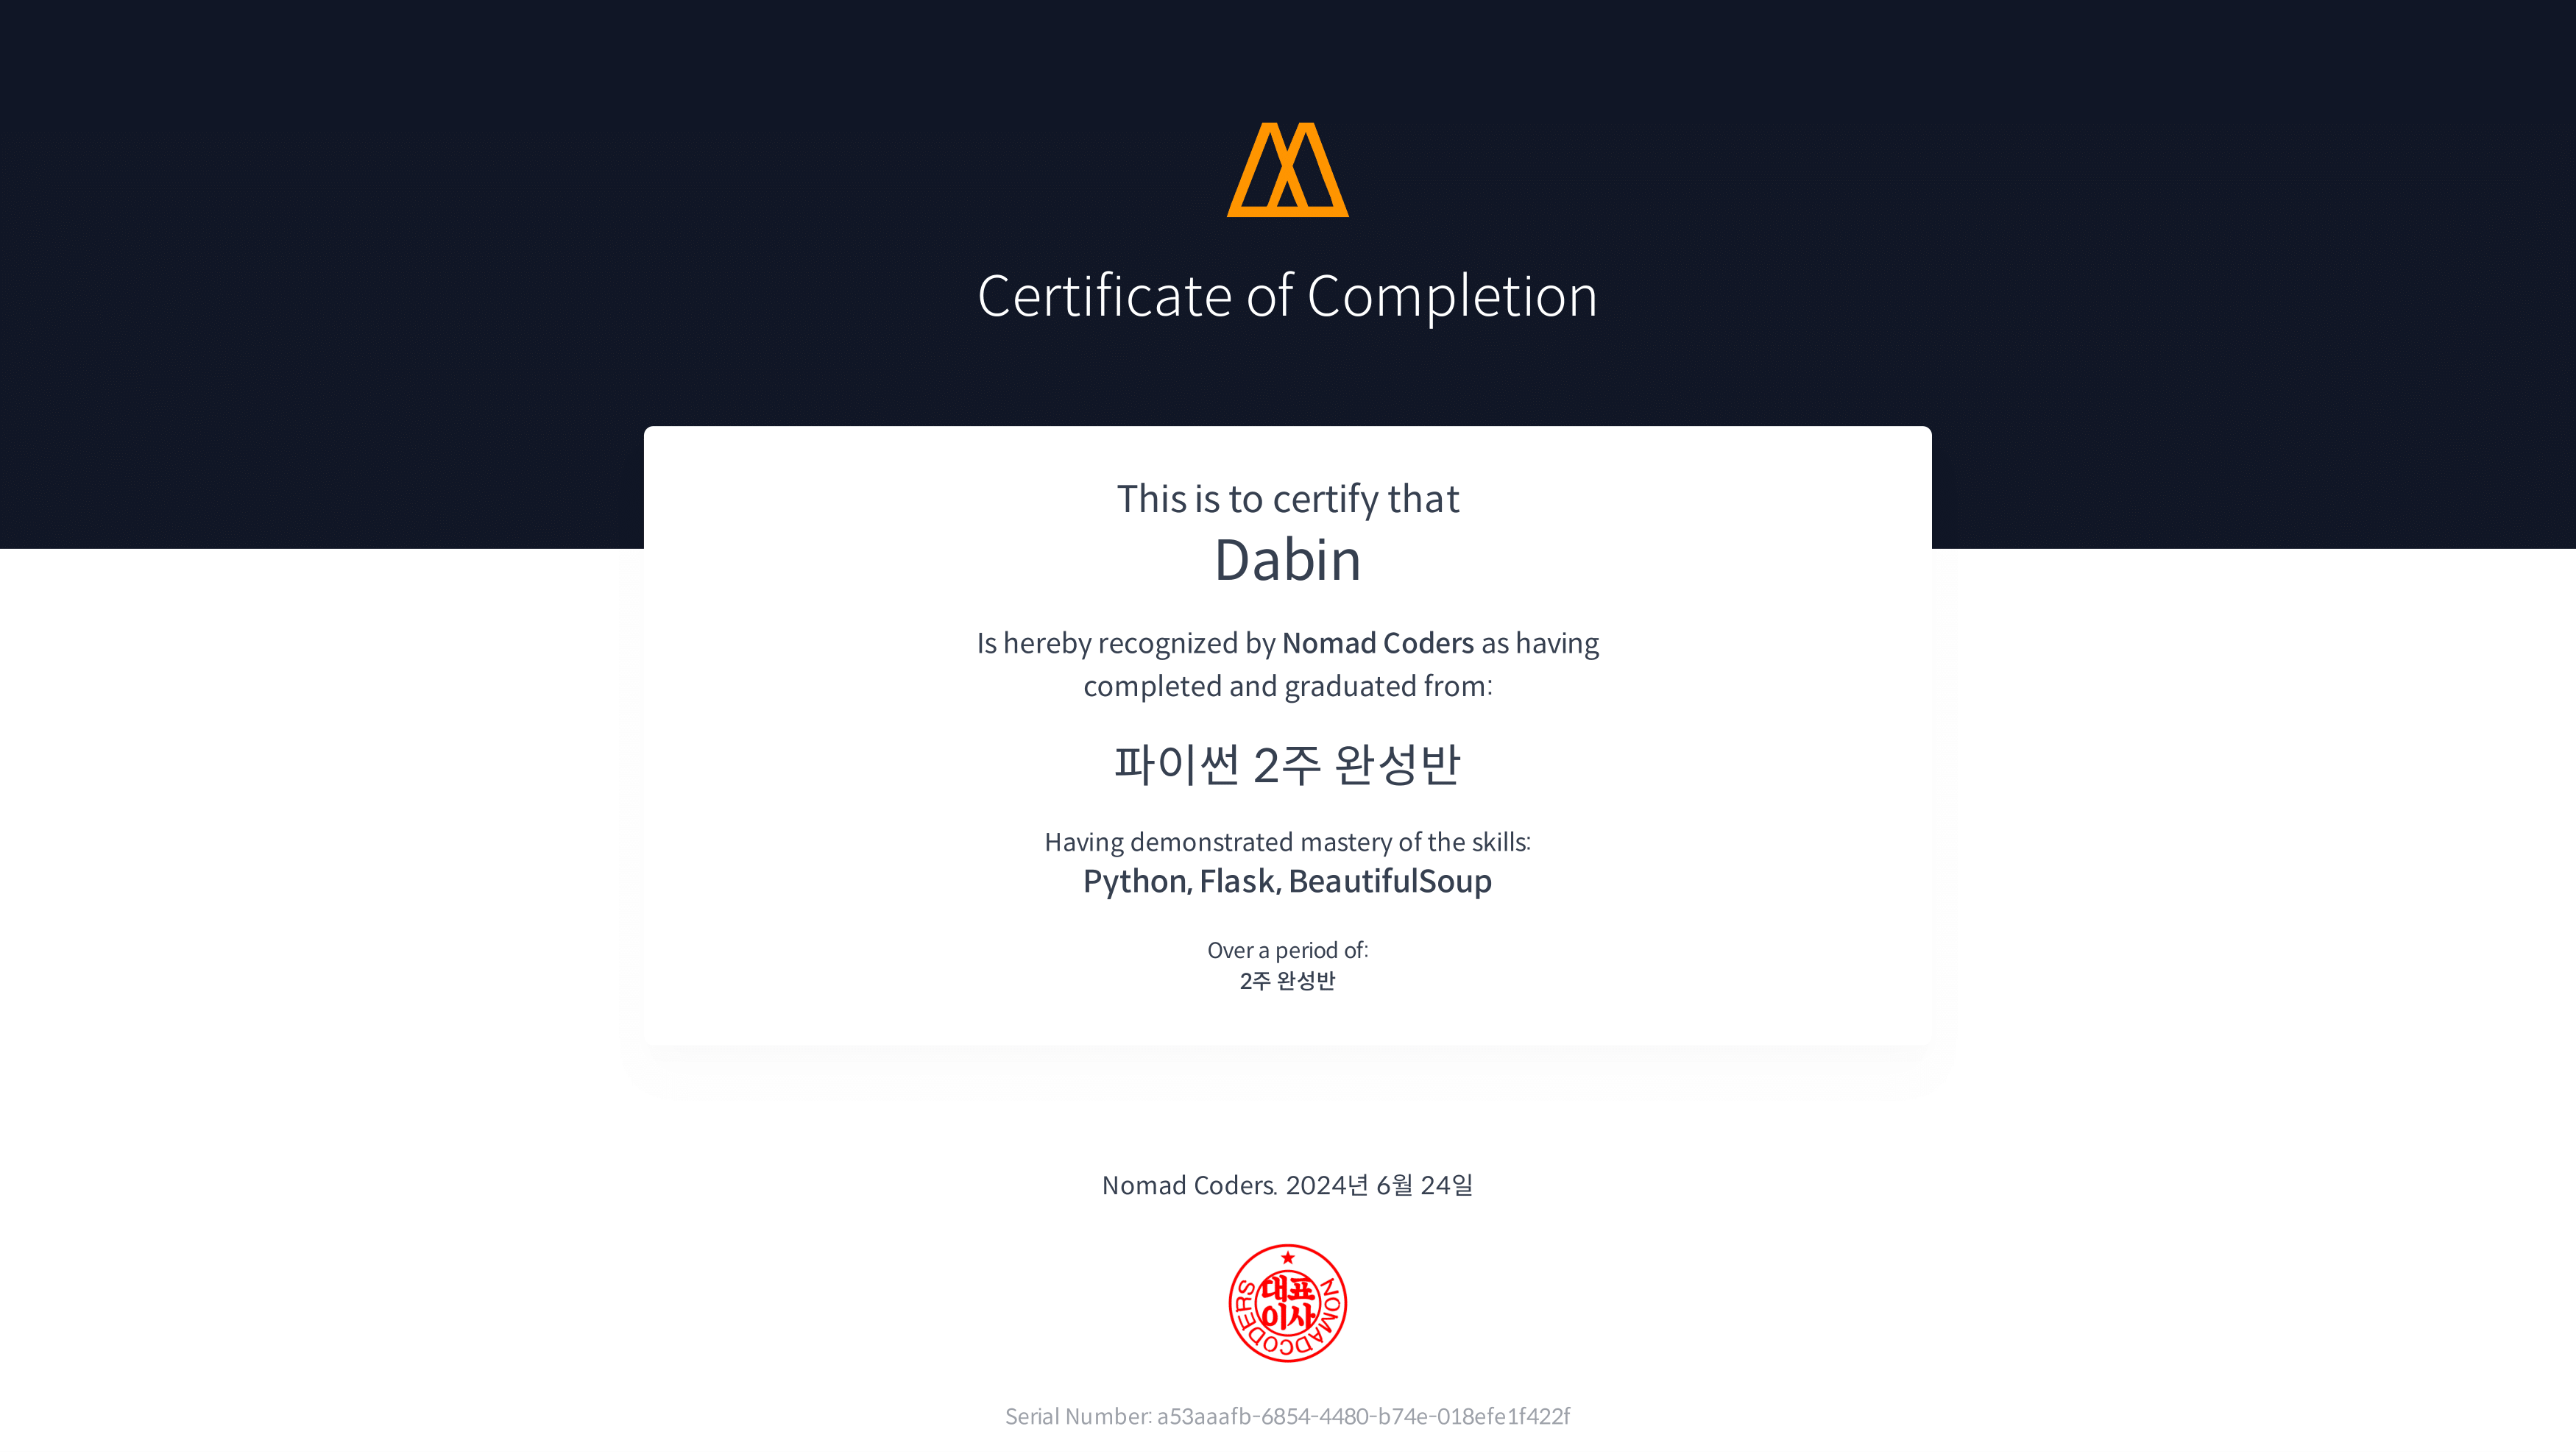 Certificate of Completion
This is to certify that
Dabin
Is hereby recognized by Nomad Coders as having
completed and graduated from:
파이썬 2주 완성반
Having demonstrated mastery of the skills:
Python, Flask, BeautifulSoup
Over a period of:
2주 완성반
Nomad Coders. 2024년 6월 24일
대표
이사
NOMADCODERS
Serial Number: a53aaafb-6854-4480-b74e-018efe1f422f